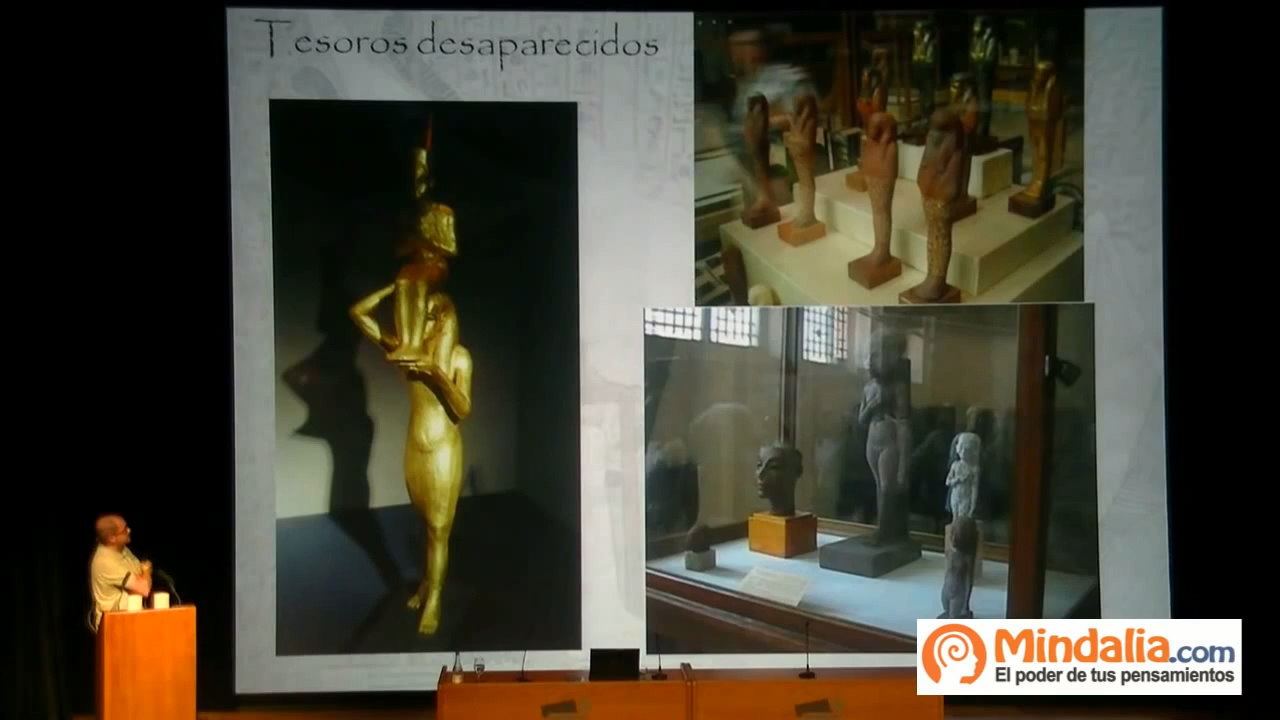 Tesoros desaparecidos
Mindalia.com
El poder de tus pensamientos